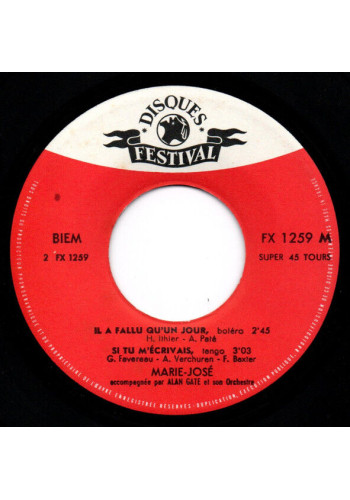 DISQUES
FESTIVAL
BIEM
FX 1259 M
2 FX 1259
SUPER 45 TOURS
IL A FALLU QU'UN JOUR, boléro 2'45
H. Ithier - A. Paté
SI TU M'ÉCRIVAIS, tango 3'03
G. Favereau - A. Verchuren - F. Baxter
MARIE-JOSÉ
accompagnée par ALAN GATE et son Orchestre